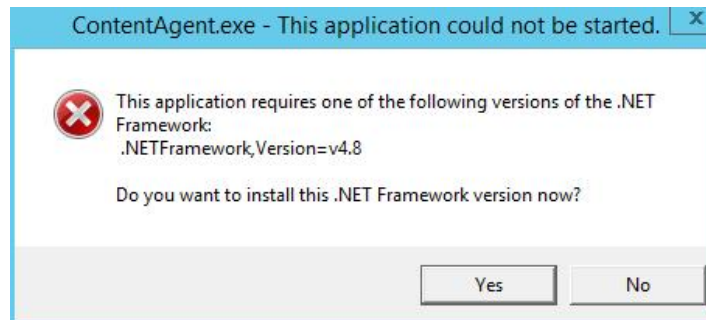 ContentAgent.exe - This application could not be started.
x
This application requires one of the following versions of the .NET
Framework:
.NETFramework,Version=v4.8
Do you want to install this .NET Framework version now?
Yes
No